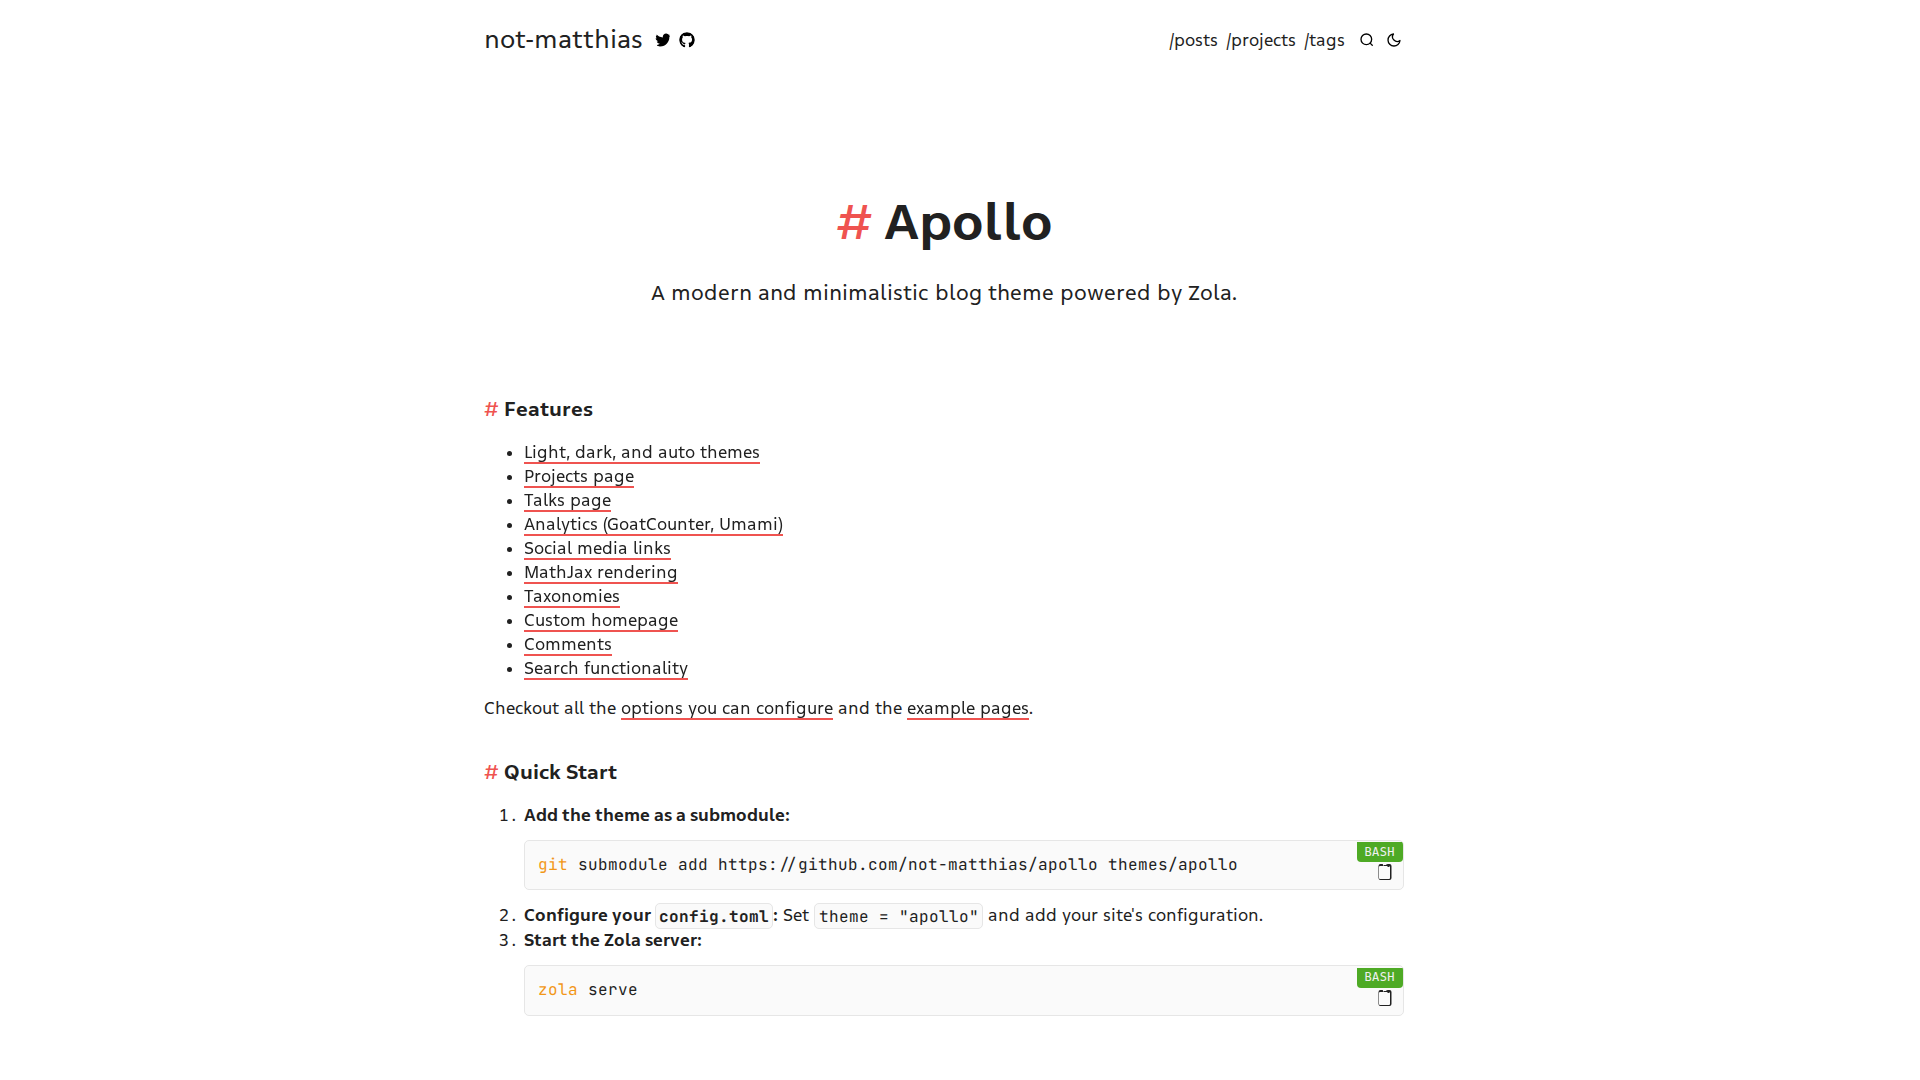 not-matthias
/posts /projects /tags
# Apollo
A modern and minimalistic blog theme powered by Zola.
# Features
• Light, dark, and auto themes
• Projects page
• Talks page
• Analytics (GoatCounter, Umami)
• Social media links
• MathJax rendering
• Taxonomies
• Custom homepage
• Comments
• Search functionality
Checkout all the options you can configure and the example pages.
# Quick Start
1. Add the theme as a submodule:
BASH
git submodule add https://github.com/not-matthias/apollo themes/apollo
2. Configure your config.toml: Set theme = "apollo" and add your site's configuration.
3. Start the Zola server:
BASH
zola serve